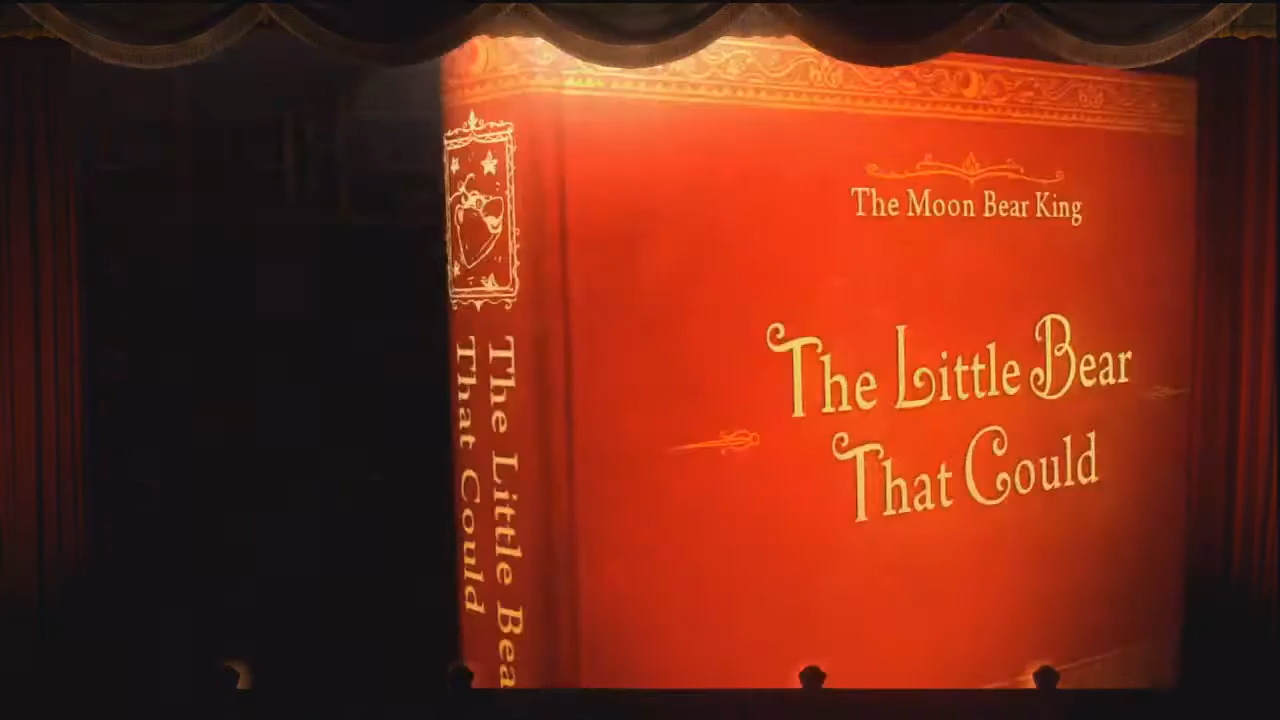 The Moon Bear King
The Little Bear
That Could
The Little Bea
That Could